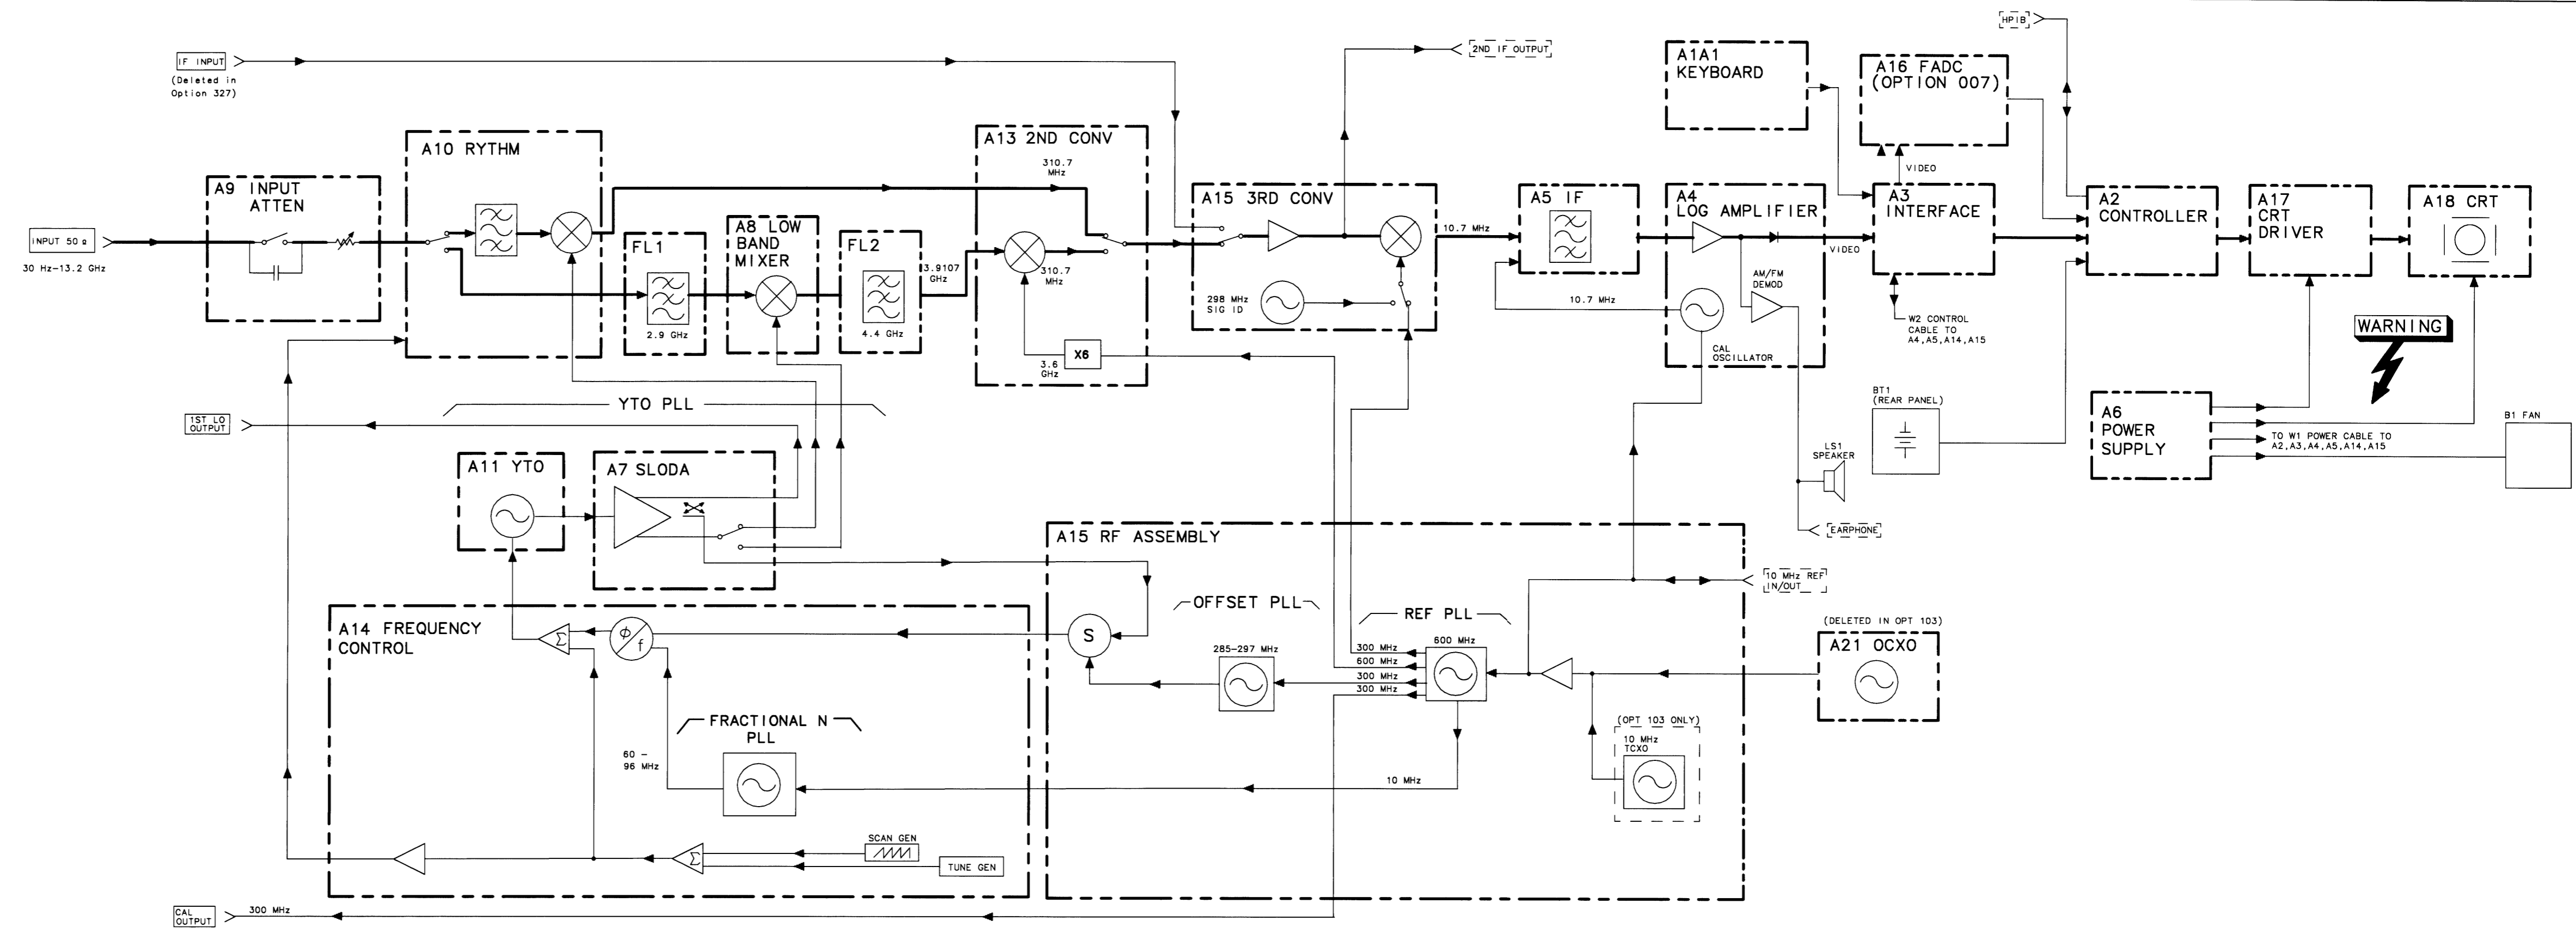 HPIB
IF INPUT
(Deleted in
Option 327)
2ND IF OUTPUT
A1A1
KEYBOARD
A16 FADC
(OPTION 007)
VIDEO
A9 INPUT
ATTEN
INPUT 50 Ω
30 Hz-13.2 GHz
A10 RYTHM
FL1
2.9 GHz
A8 LOW
BAND
MIXER
FL2
4.4 GHz
3.9107
GHz
A13 2ND CONV
310.7
MHz
310.7
MHz
X6
3.6
GHz
A15 3RD CONV
298 MHz
SIG ID
10.7 MHz
A5 IF
10.7 MHz
A4
LOG AMPLIFIER
AM/FM
DEMOD
CAL
OSCILLATOR
VIDEO
A3
INTERFACE
W2 CONTROL
CABLE TO
A4,A5,A14,A15
A2
CONTROLLER
A17
CRT
DRIVER
A18 CRT
WARNING
BT1
(REAR PANEL)
A6
POWER
SUPPLY
TO W1 POWER CABLE TO
A2,A3,A4,A5,A14,A15
B1 FAN
LS1
SPEAKER
EARPHONE
1ST LO
OUTPUT
YTO PLL
A11 YTO
A7 SLODA
A15 RF ASSEMBLY
10 MHz REF
IN/OUT
A14 FREQUENCY
CONTROL
Σ
Φ
f
S
OFFSET PLL
285-297 MHz
REF PLL
600 MHz
300 MHz
600 MHz
300 MHz
300 MHz
(DELETED IN OPT 103)
A21 OCXO
(OPT 103 ONLY)
10 MHz
TCXO
FRACTIONAL N
PLL
60 -
96 MHz
10 MHz
SCAN GEN
Σ
TUNE GEN
CAL
OUTPUT
300 MHz